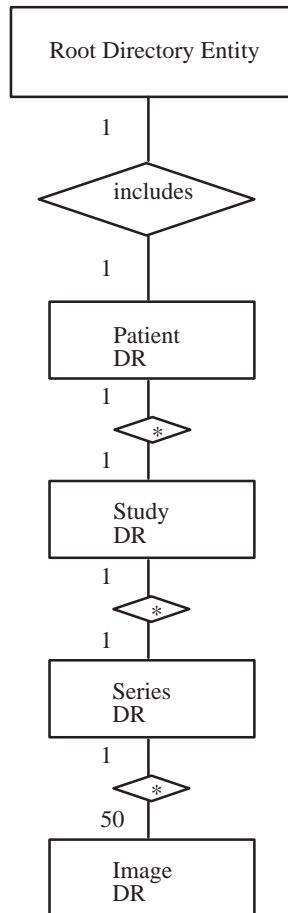 Root Directory Entity
1
includes
1
Patient
DR
1
*
1
Study
DR
1
*
1
Series
DR
1
*
50
Image
DR